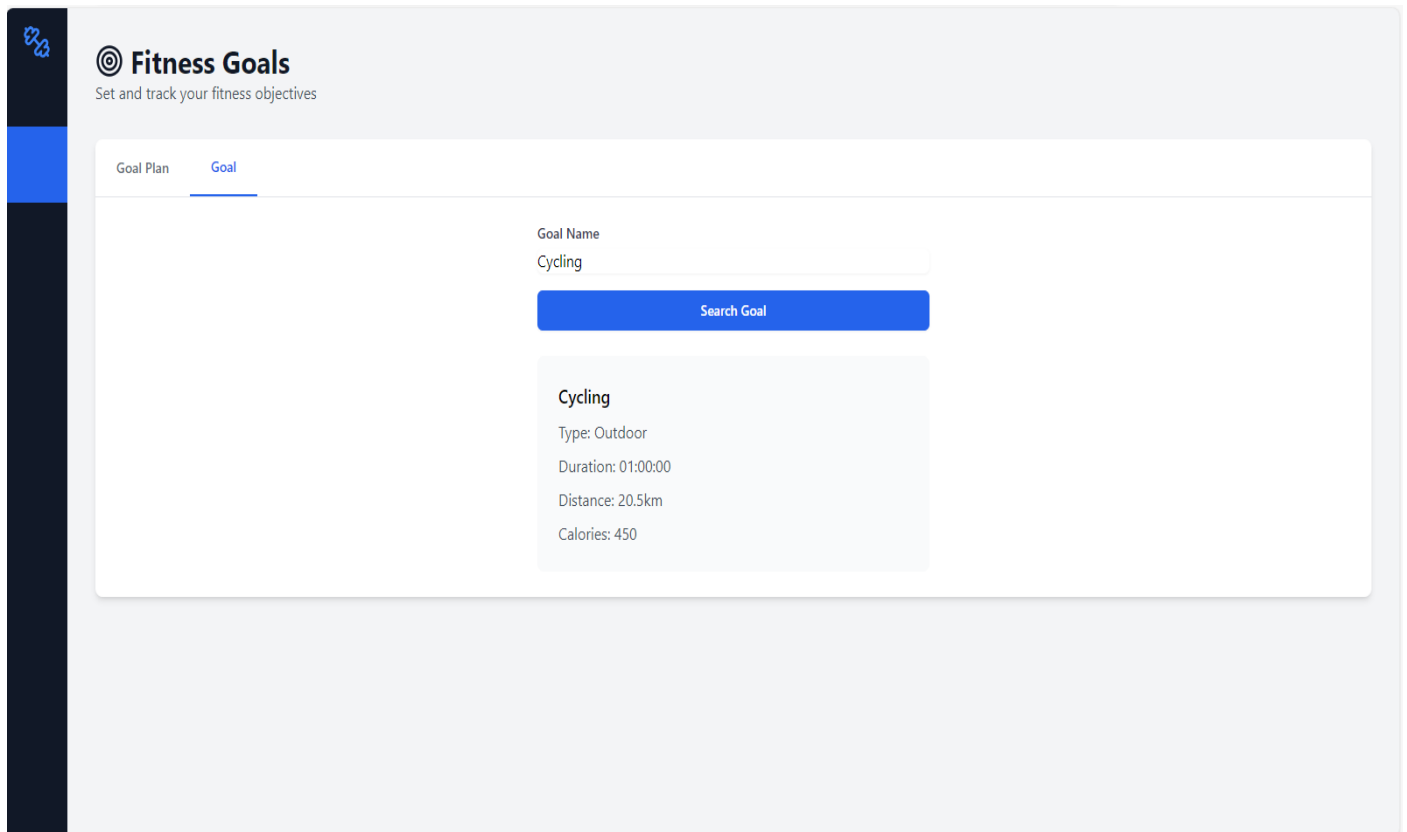 Fitness Goals
Set and track your fitness objectives
Goal Plan
Goal
Goal Name
Cycling
Search Goal
Cycling
Type: Outdoor
Duration: 01:00:00
Distance: 20.5km
Calories: 450